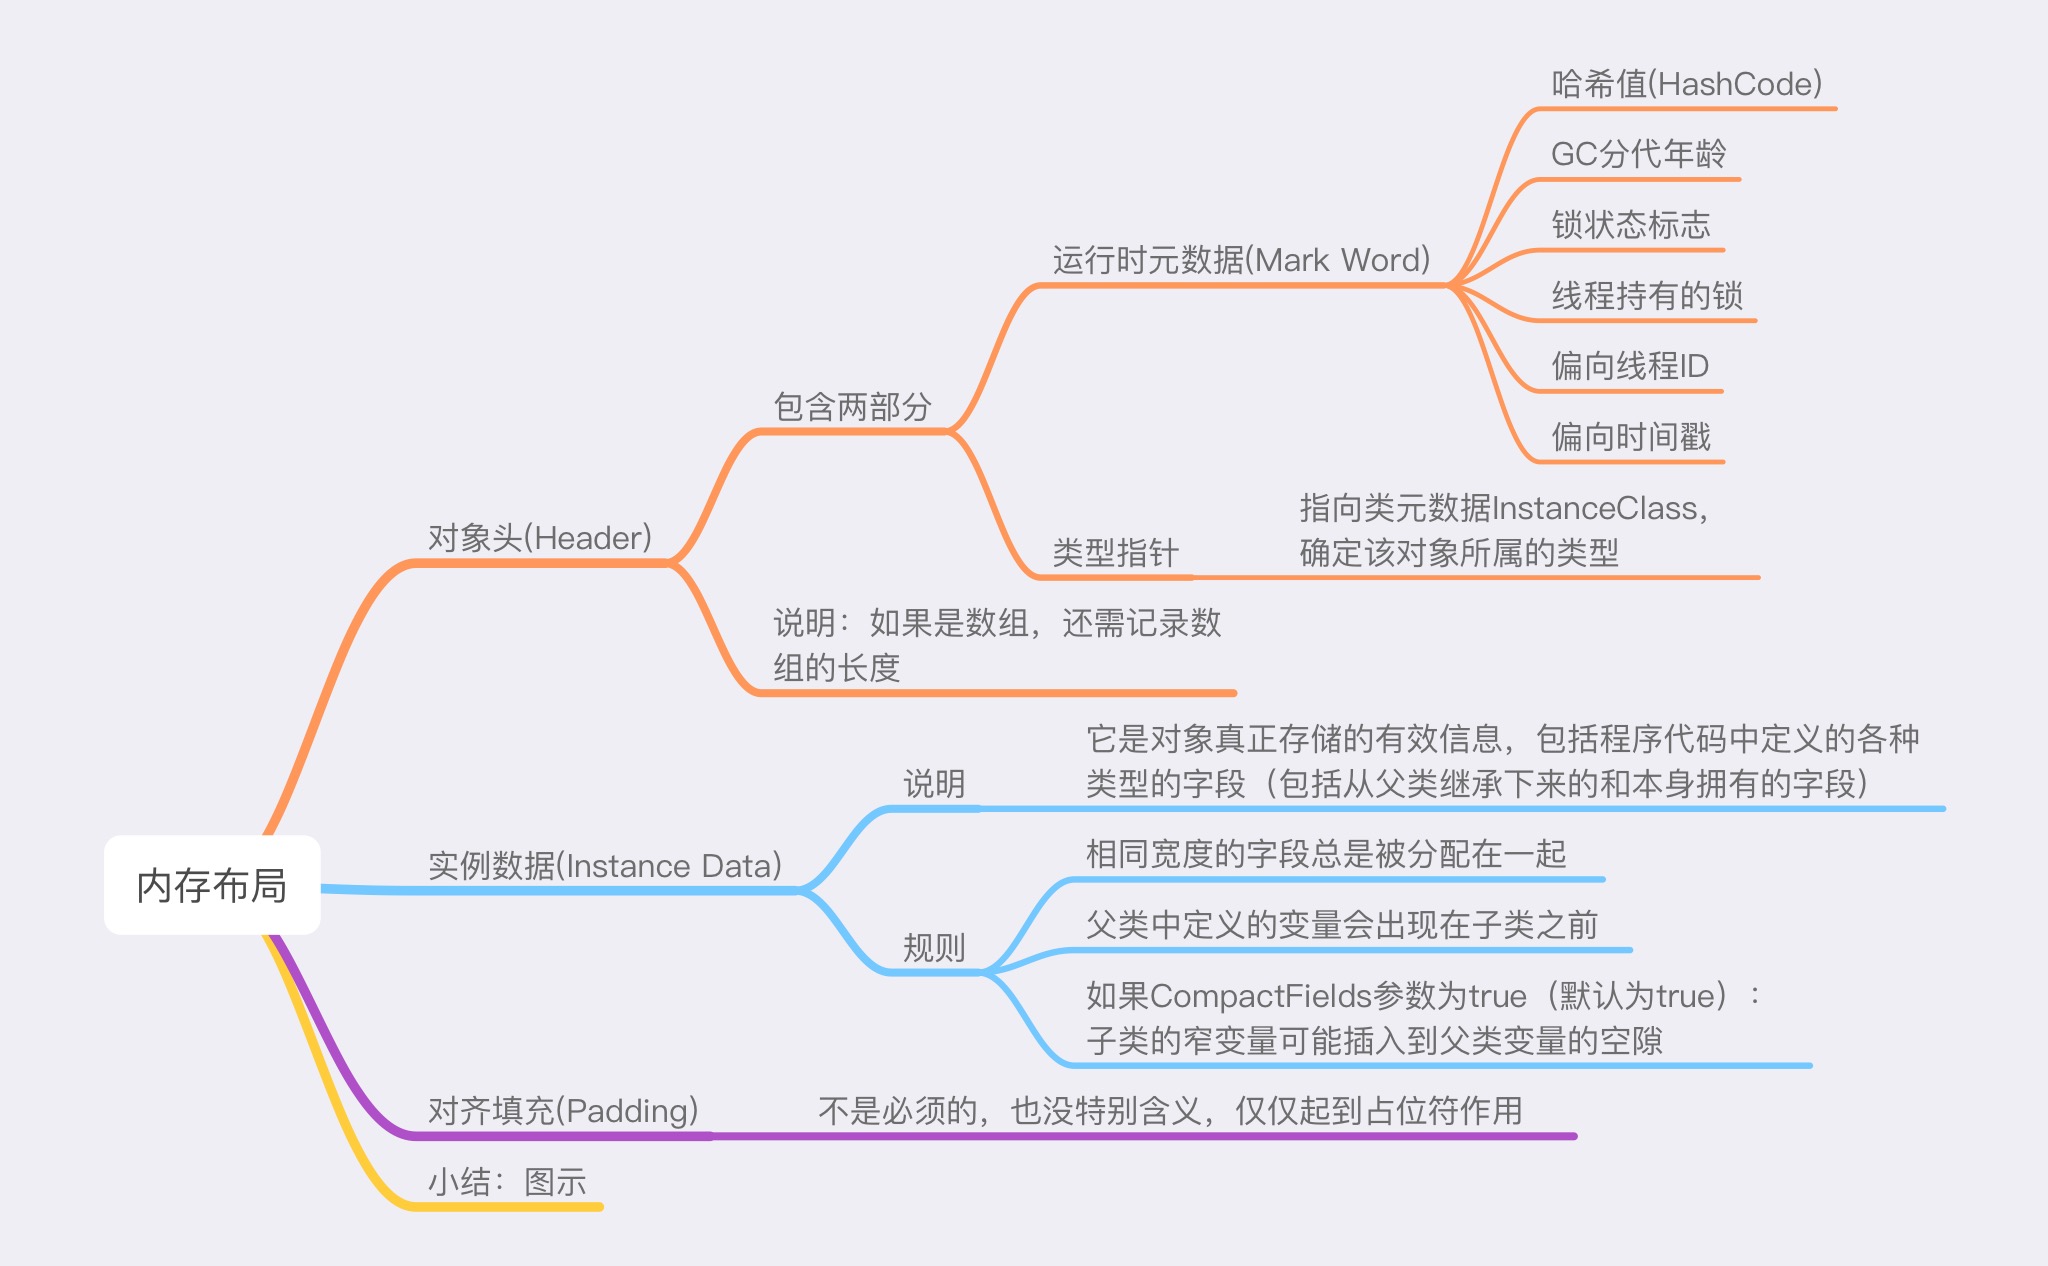 内存布局
对象头(Header)
包含两部分
运行时元数据(Mark Word)
哈希值(HashCode)
GC分代年龄
锁状态标志
线程持有的锁
偏向线程ID
偏向时间戳
类型指针
指向类元数据InstanceClass，
确定该对象所属的类型
说明：如果是数组，还需记录数
组的长度
实例数据(Instance Data)
说明
它是对象真正存储的有效信息，包括程序代码中定义的各种
类型的字段（包括从父类继承下来的和本身拥有的字段）
规则
相同宽度的字段总是被分配在一起
父类中定义的变量会出现在子类之前
如果CompactFields参数为true（默认为true）：
子类的窄变量可能插入到父类变量的空隙
对齐填充(Padding)
不是必须的，也没特别含义，仅仅起到占位符作用
小结：图示